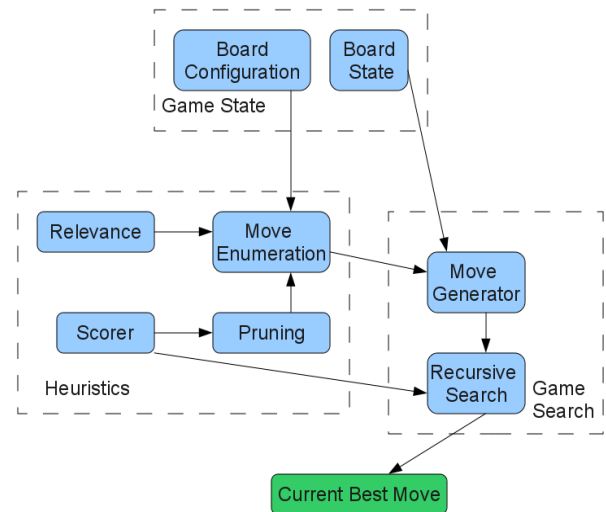 Board
Configuration
Board
State
Game State
Relevance
Move
Enumeration
Move
Generator
Scorer
Pruning
Recursive
Search
Heuristics
Game
Search
Current Best Move